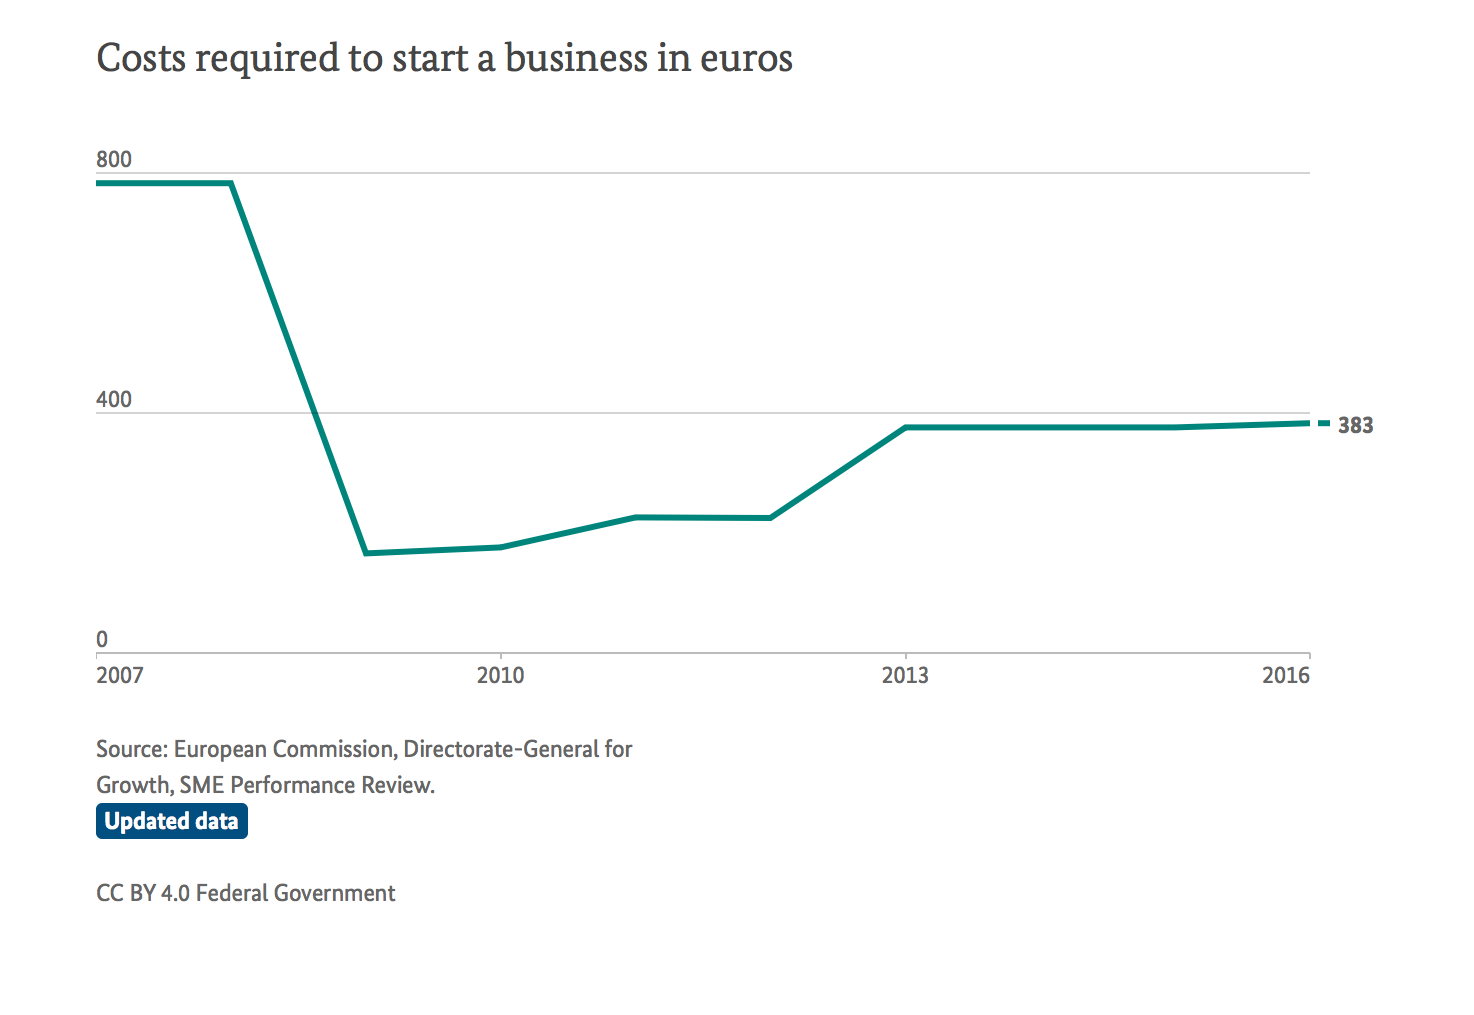 Costs required to start a business in euros
800
400
383
0
2007 2010 2013 2016
Source: European Commission, Directorate-General for
Growth, SME Performance Review.
Updated data
CC BY 4.0 Federal Government